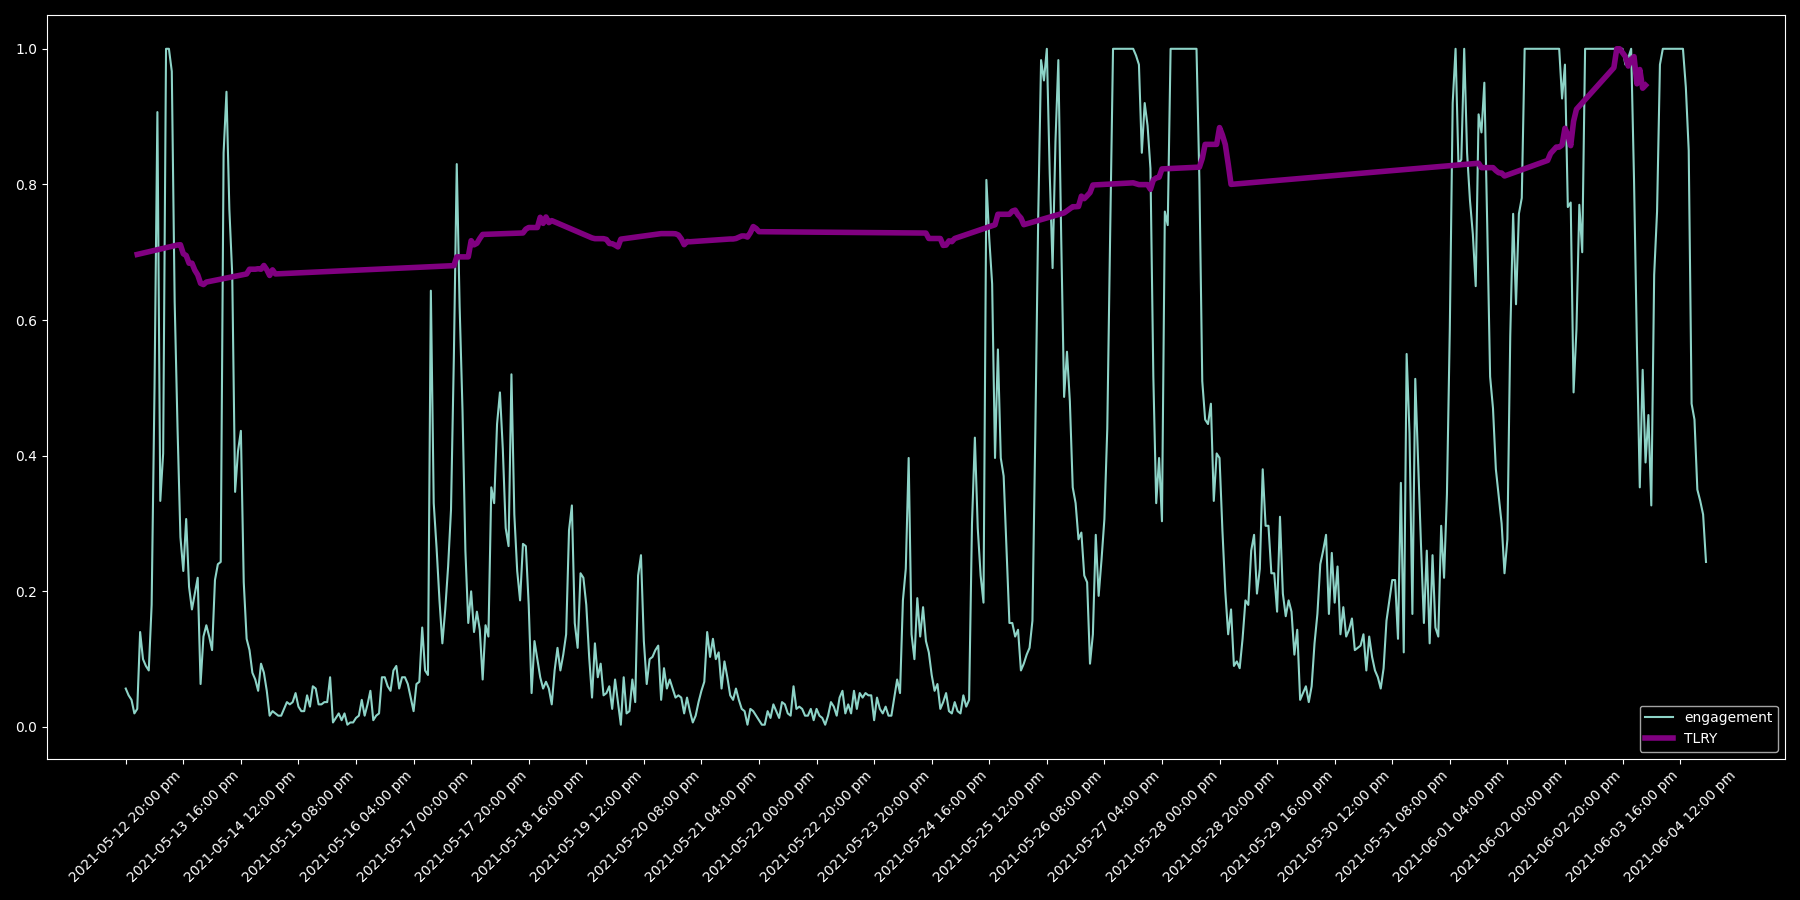 1.0
0.8
0.6
0.4
0.2
0.0
engagement
TLRY
2021-05-12 20:00 pm
2021-05-13 16:00 pm
2021-05-14 12:00 pm
2021-05-15 08:00 pm
2021-05-16 04:00 pm
2021-05-17 00:00 pm
2021-05-17 20:00 pm
2021-05-18 16:00 pm
2021-05-19 12:00 pm
2021-05-20 08:00 pm
2021-05-21 04:00 pm
2021-05-22 00:00 pm
2021-05-22 20:00 pm
2021-05-23 20:00 pm
2021-05-24 16:00 pm
2021-05-25 12:00 pm
2021-05-26 08:00 pm
2021-05-27 04:00 pm
2021-05-28 00:00 pm
2021-05-28 20:00 pm
2021-05-29 16:00 pm
2021-05-30 12:00 pm
2021-05-31 08:00 pm
2021-06-01 04:00 pm
2021-06-02 00:00 pm
2021-06-02 20:00 pm
2021-06-03 16:00 pm
2021-06-04 12:00 pm